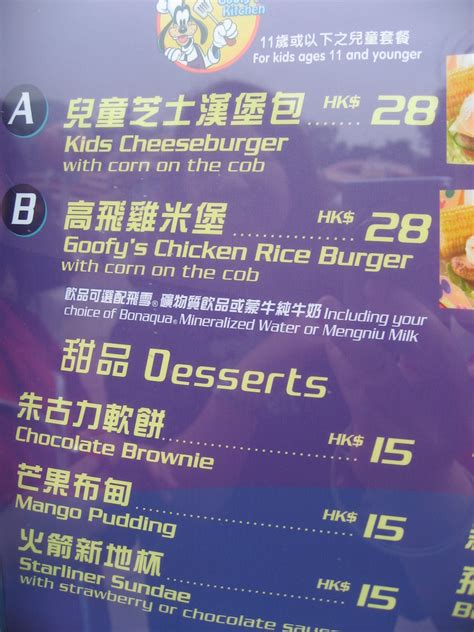 Goofy's
Kitchen
11歲或以下之兒童套餐
For kids ages 11 and younger
A 兒童芝士漢堡包 HK$ 28
Kids Cheeseburger
with corn on the cob
B 高飛雞米堡 HK$ 28
Goofy's Chicken Rice Burger
with corn on the cob
飲品可選配飛雪® 礦物質飲品或蒙牛純牛奶 Including your
choice of Bonaqua® Mineralized Water or Mengniu Milk
甜品 Desserts
朱古力軟餅 HK$ 15
Chocolate Brownie
芒果布甸 HK$ 15
Mango Pudding
火箭新地杯 HK$ 15
Starliner Sundae
with strawberry or chocolate sauce